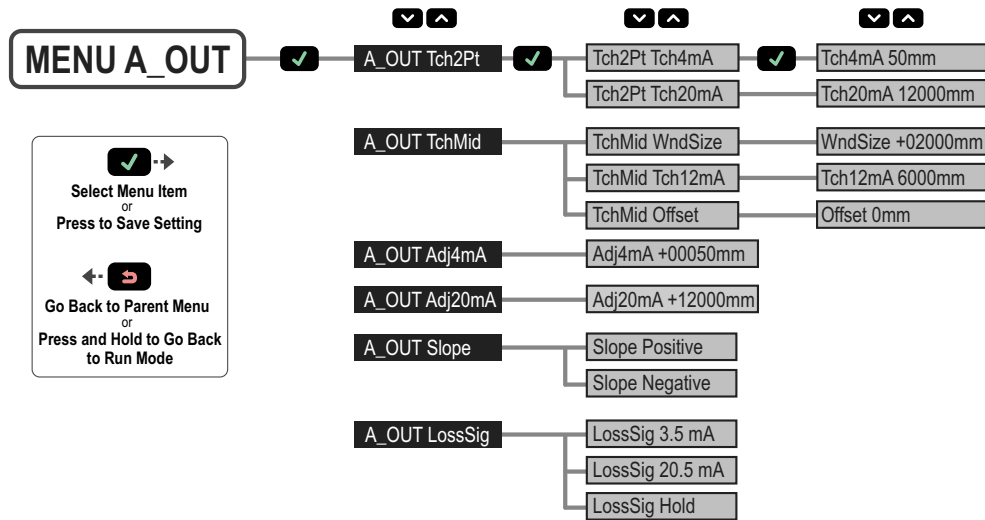 MENU A_OUT
A_OUT Tch2Pt
Tch2Pt Tch4mA
Tch4mA 50mm
Tch2Pt Tch20mA
Tch20mA 12000mm
A_OUT TchMid
TchMid WndSize
WndSize +02000mm
TchMid Tch12mA
Tch12mA 6000mm
TchMid Offset
Offset 0mm
A_OUT Adj4mA
Adj4mA +00050mm
A_OUT Adj20mA
Adj20mA +12000mm
A_OUT Slope
Slope Positive
Slope Negative
A_OUT LossSig
LossSig 3.5 mA
LossSig 20.5 mA
LossSig Hold
Select Menu Item
or
Press to Save Setting
Go Back to Parent Menu
or
Press and Hold to Go Back
to Run Mode